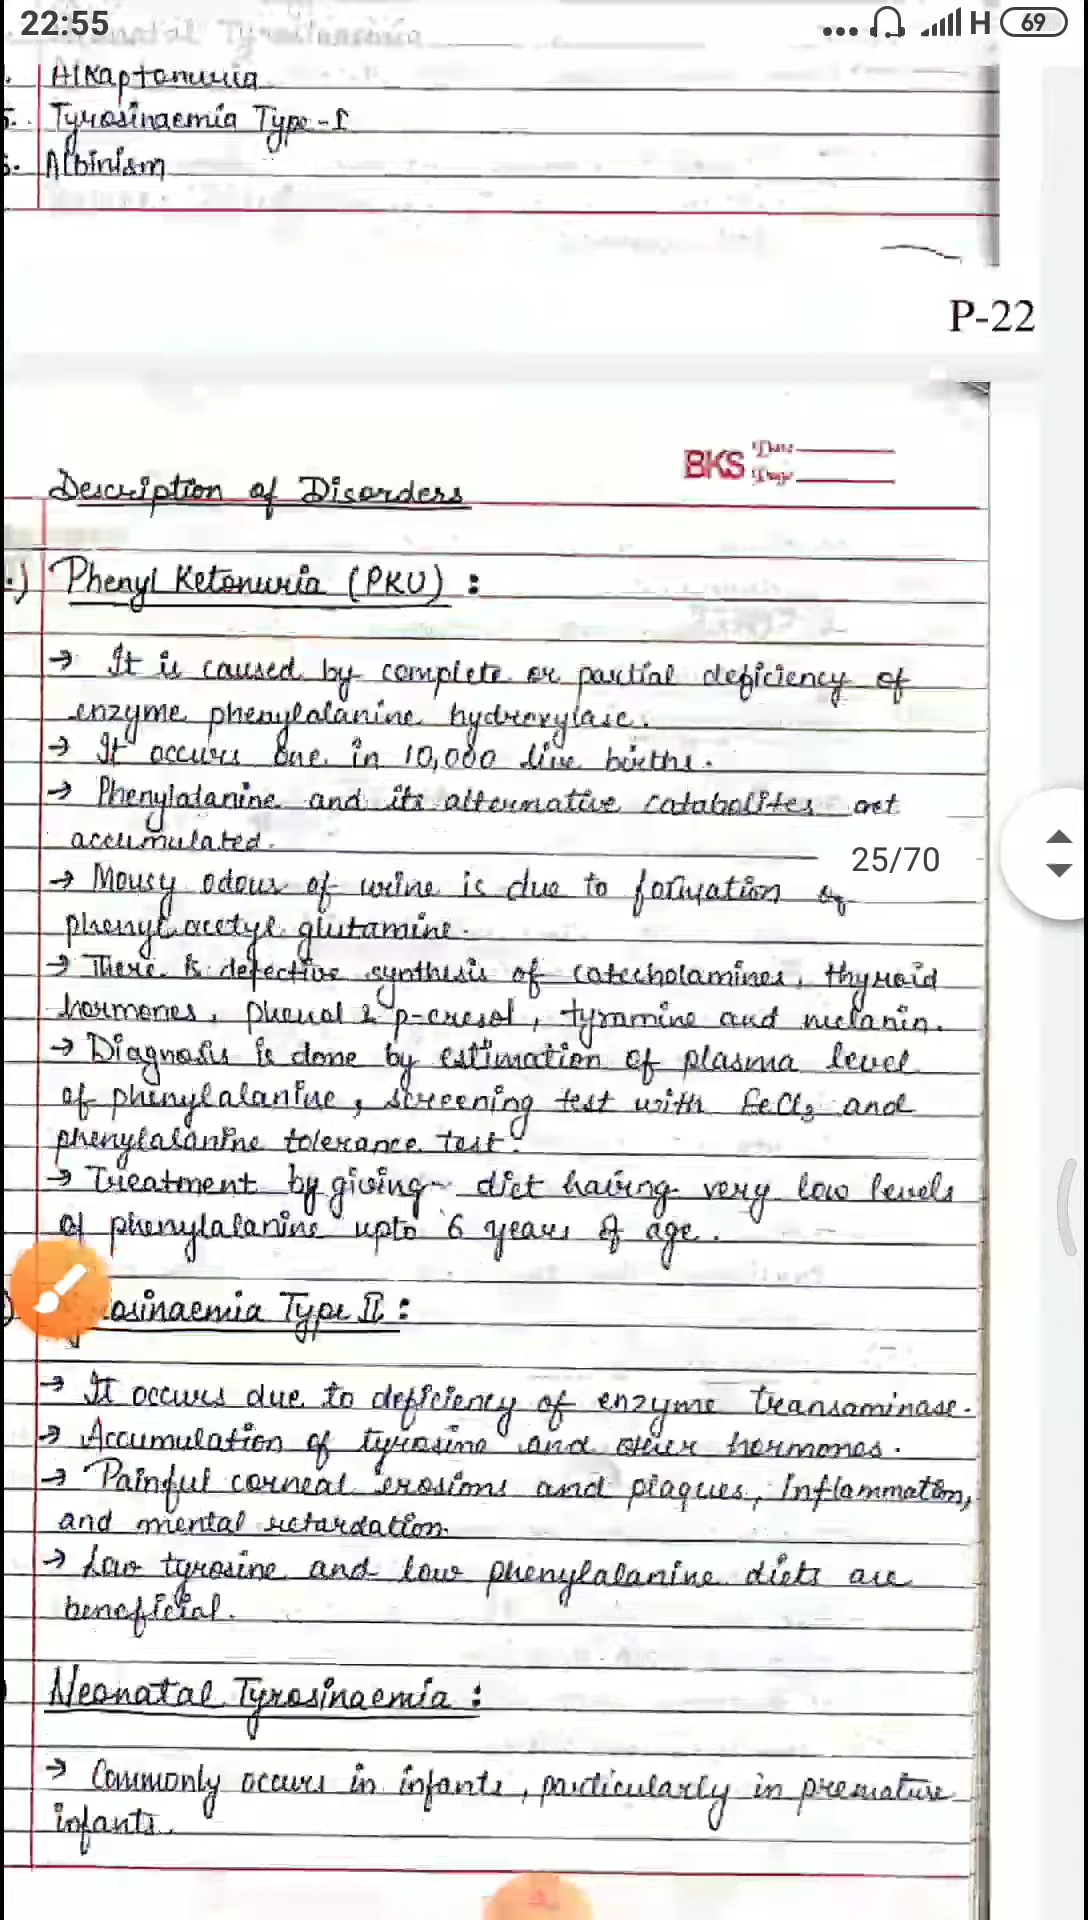 22:55
... H 69
Neonatal Tyrosinaemia
Alkaptonuria
Tyrosinaemia Type-I
Albinism
P-22
BKS Date
Page
Description of Disorders
.) Phenyl Ketonuria (PKU) :
→ It is caused by complete or partial deficiency of
enzyme phenylalanine hydroxylase.
→ It occurs one in 10,000 live births.
→ Phenylalanine and its alternative catabolites get
accumulated.
25/70
→ Mousy odour of urine is due to formation of
phenyl acetyl glutamine.
→ There is defective synthesis of catecholamines, thyroid
hormones, phenol & p-cresol, tyramine and melanin.
→ Diagnosis is done by estimation of plasma level
of phenylalanine, screening test with FeCl3 and
phenylalanine tolerance test.
→ Treatment by giving diet having very low levels
of phenylalanine upto 6 years of age.
osinaemia Type II :
→ It occurs due to deficiency of enzyme transaminase.
→ Accumulation of tyrosine and other hormones.
→ Painful corneal erosions and plaques, Inflammation,
and mental retardation.
→ Low tyrosine and low phenylalanine diets are
beneficial.
Neonatal Tyrosinaemia :
→ Commonly occurs in infants, particularly in premature
infants.